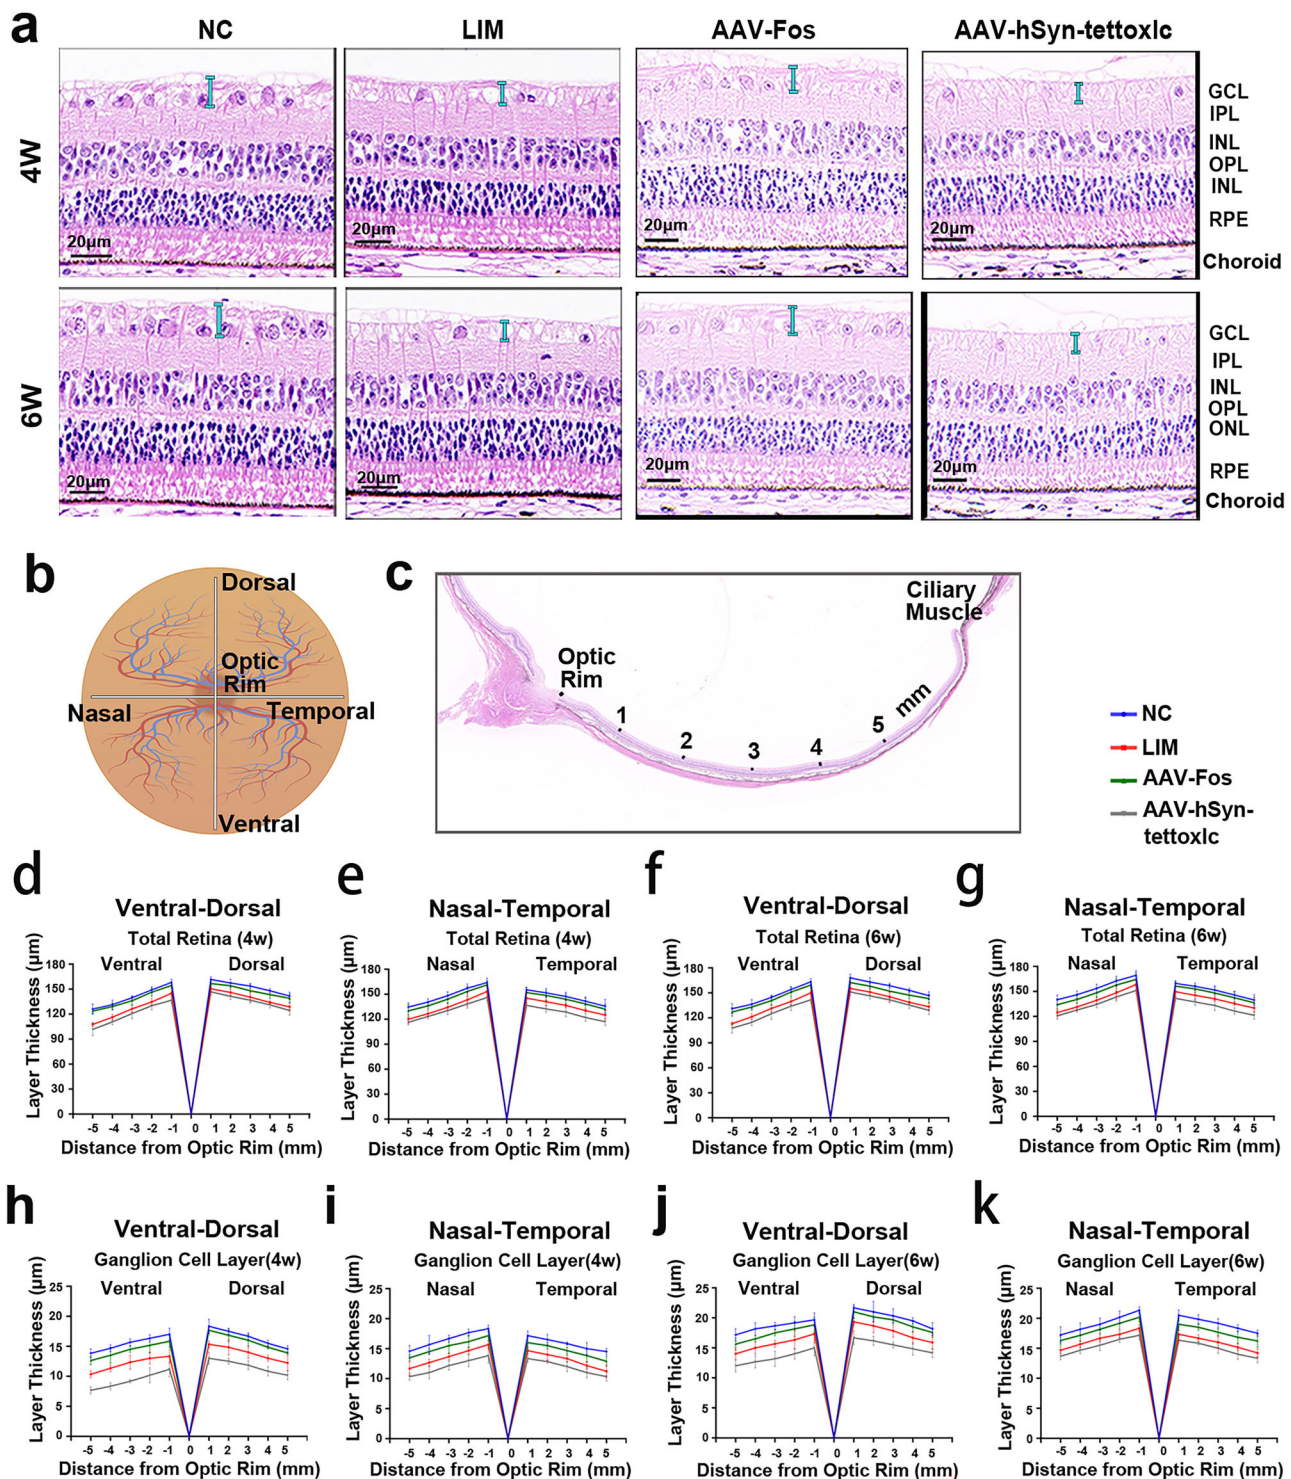 a
NC
LIM
AAV-Fos
AAV-hSyn-tettoxlc
4W
20μm
20μm
20μm
20μm
GCL
IPL
INL
OPL
INL
RPE
Choroid
6W
20μm
20μm
20μm
20μm
GCL
IPL
INL
OPL
ONL
RPE
Choroid
b
Dorsal
Optic
Rim
Nasal
Temporal
Ventral
c
Optic
Rim
1
2
3
4
5
mm
Ciliary
Muscle
NC
LIM
AAV-Fos
AAV-hSyn-
tettoxlc
d
Ventral-Dorsal
Total Retina (4w)
Ventral Dorsal
Layer Thickness (μm)
180
150
120
90
60
30
0
-5 -4 -3 -2 -1 0 1 2 3 4 5
Distance from Optic Rim (mm)
e
Nasal-Temporal
Total Retina (4w)
Nasal Temporal
Layer Thickness (μm)
180
150
120
90
60
30
0
-5 -4 -3 -2 -1 0 1 2 3 4 5
Distance from Optic Rim (mm)
f
Ventral-Dorsal
Total Retina (6w)
Ventral Dorsal
Layer Thickness (μm)
180
150
120
90
60
30
0
-5 -4 -3 -2 -1 0 1 2 3 4 5
Distance from Optic Rim (mm)
g
Nasal-Temporal
Total Retina (6w)
Nasal Temporal
Layer Thickness (μm)
180
150
120
90
60
30
0
-5 -4 -3 -2 -1 0 1 2 3 4 5
Distance from Optic Rim (mm)
h
Ventral-Dorsal
Ganglion Cell Layer(4w)
Ventral Dorsal
Layer Thickness (μm)
25
20
15
10
5
0
-5 -4 -3 -2 -1 0 1 2 3 4 5
Distance from Optic Rim (mm)
i
Nasal-Temporal
Ganglion Cell Layer(4w)
Nasal Temporal
Layer Thickness (μm)
25
20
15
10
5
0
-5 -4 -3 -2 -1 0 1 2 3 4 5
Distance from Optic Rim (mm)
j
Ventral-Dorsal
Ganglion Cell Layer(6w)
Ventral Dorsal
Layer Thickness (μm)
25
20
15
10
5
0
-5 -4 -3 -2 -1 0 1 2 3 4 5
Distance from Optic Rim (mm)
k
Nasal-Temporal
Ganglion Cell Layer(6w)
Nasal Temporal
Layer Thickness (μm)
25
20
15
10
5
0
-5 -4 -3 -2 -1 0 1 2 3 4 5
Distance from Optic Rim (mm)